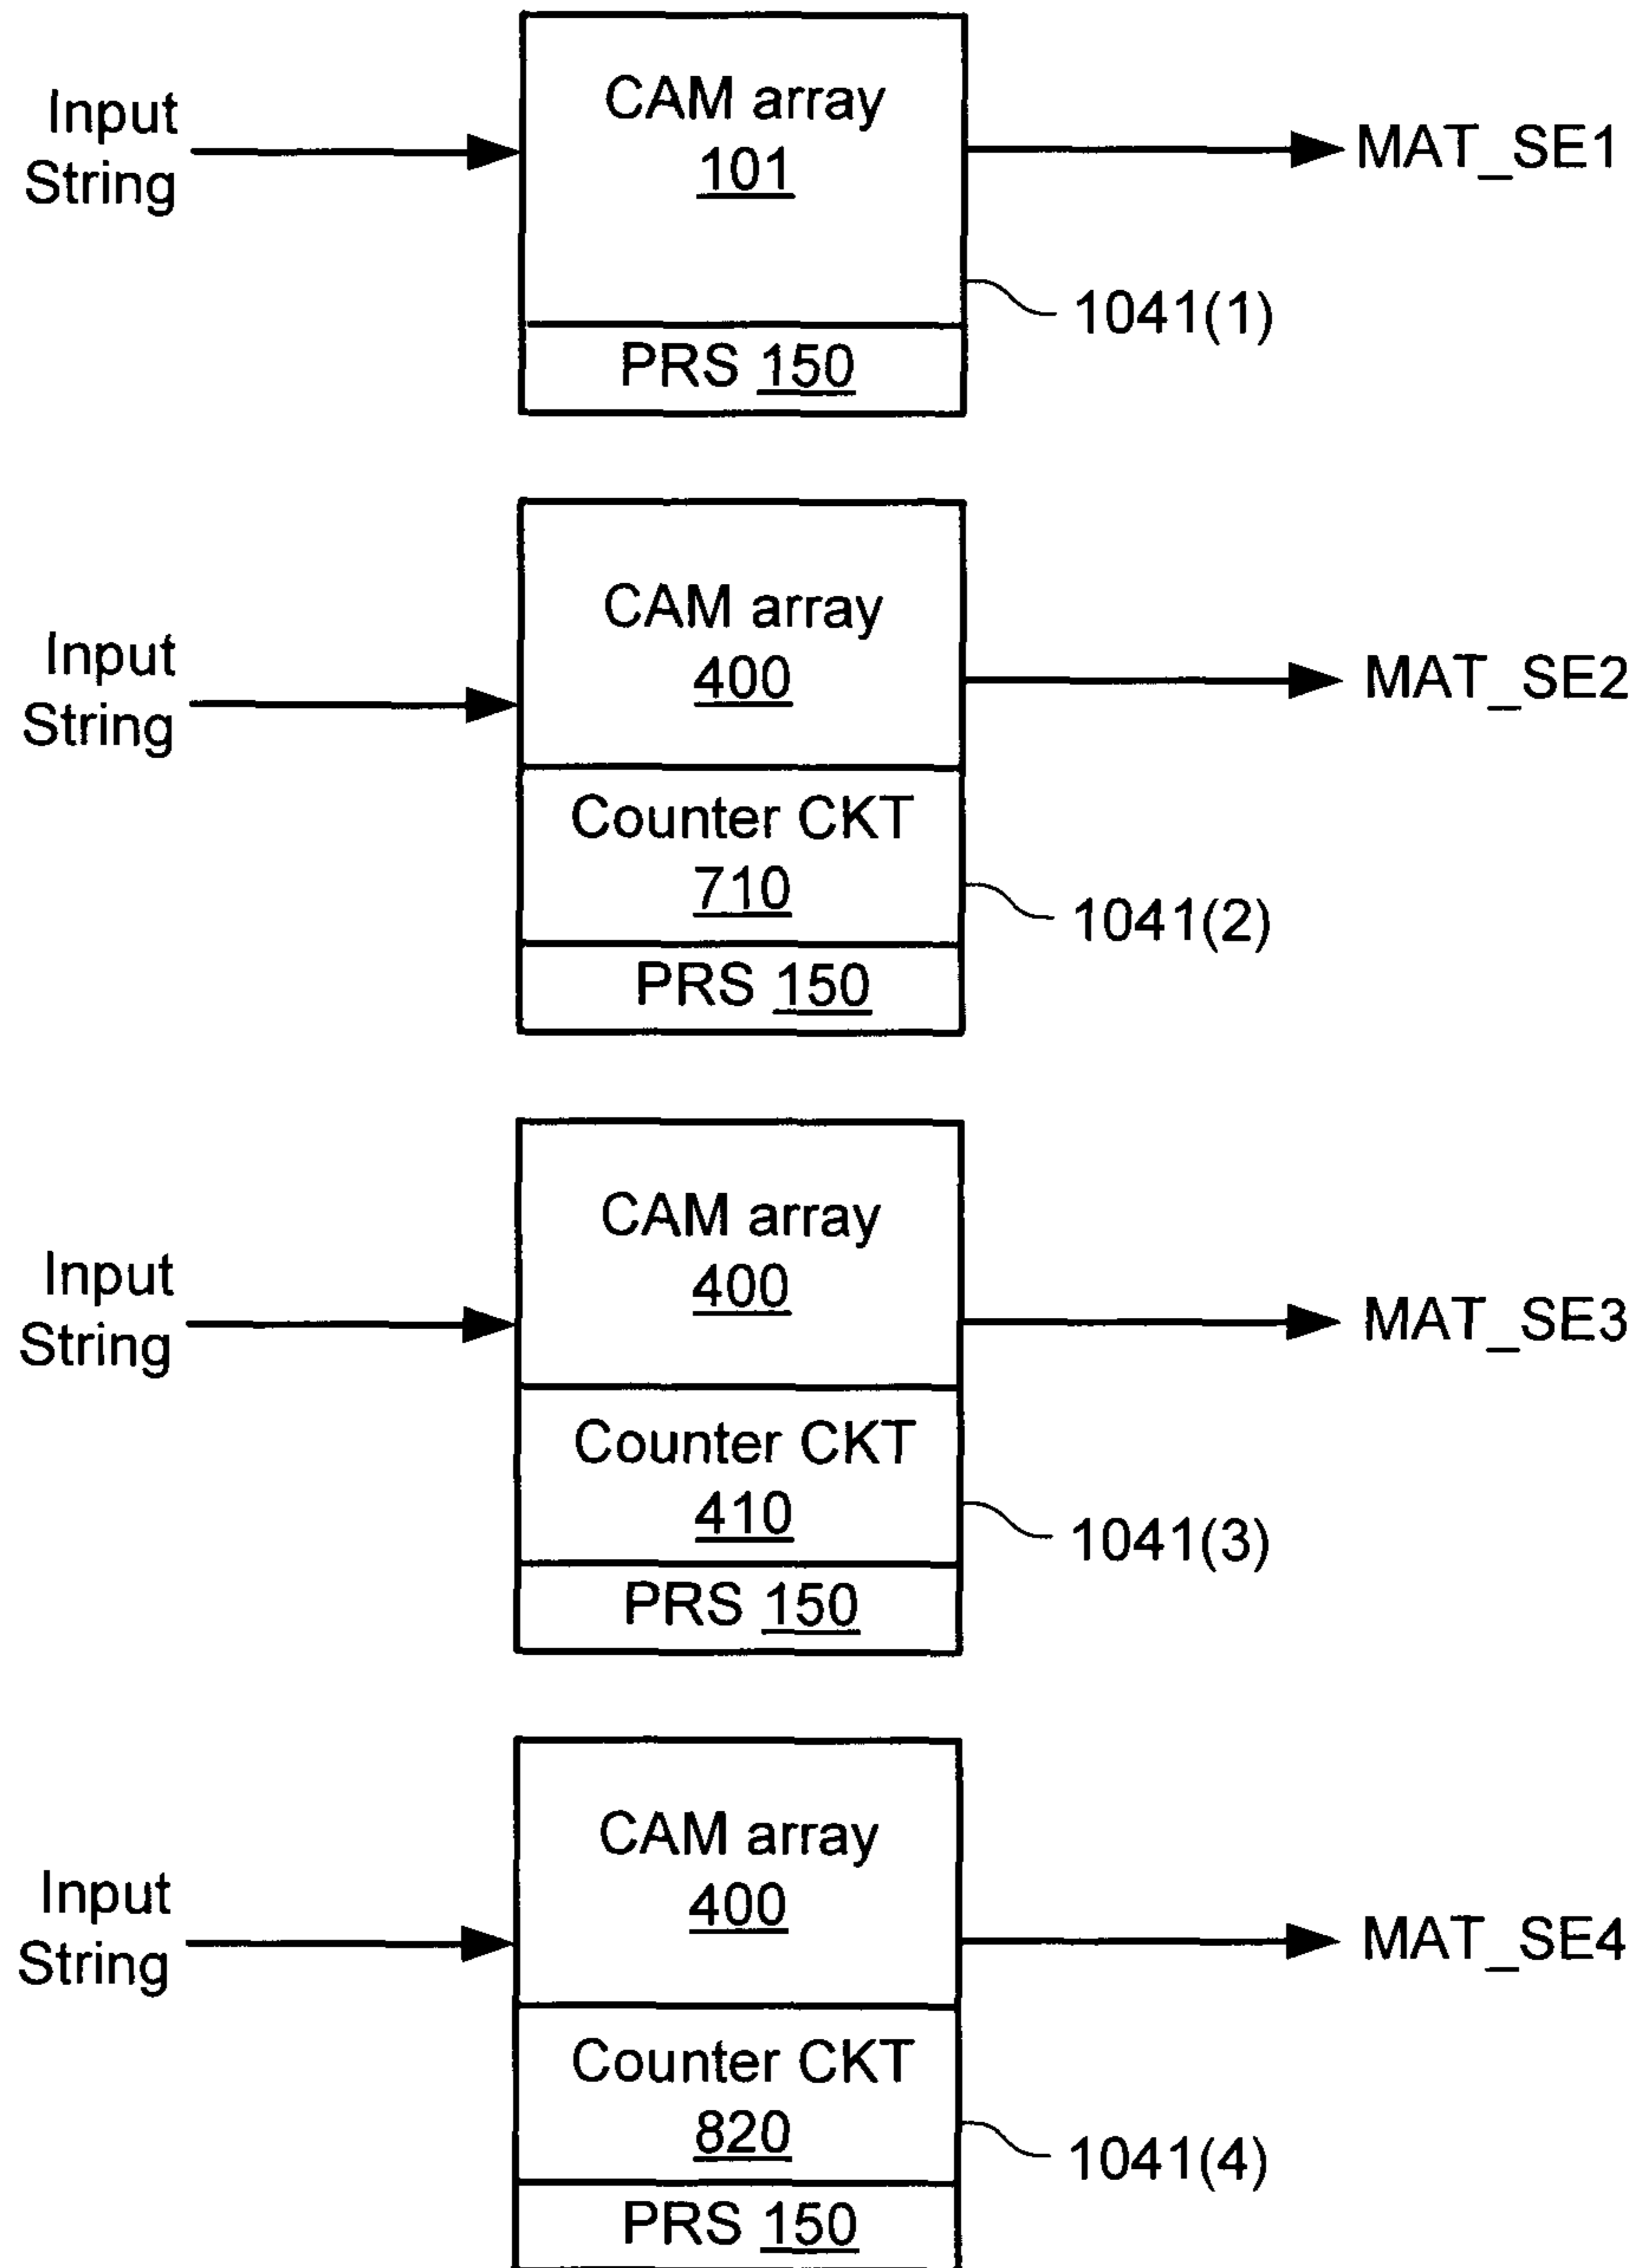 Input
String
CAM array
101
MAT_SE1
1041(1)
PRS 150
Input
String
CAM array
400
MAT_SE2
Counter CKT
710
1041(2)
PRS 150
Input
String
CAM array
400
MAT_SE3
Counter CKT
410
1041(3)
PRS 150
Input
String
CAM array
400
MAT_SE4
Counter CKT
820
1041(4)
PRS 150